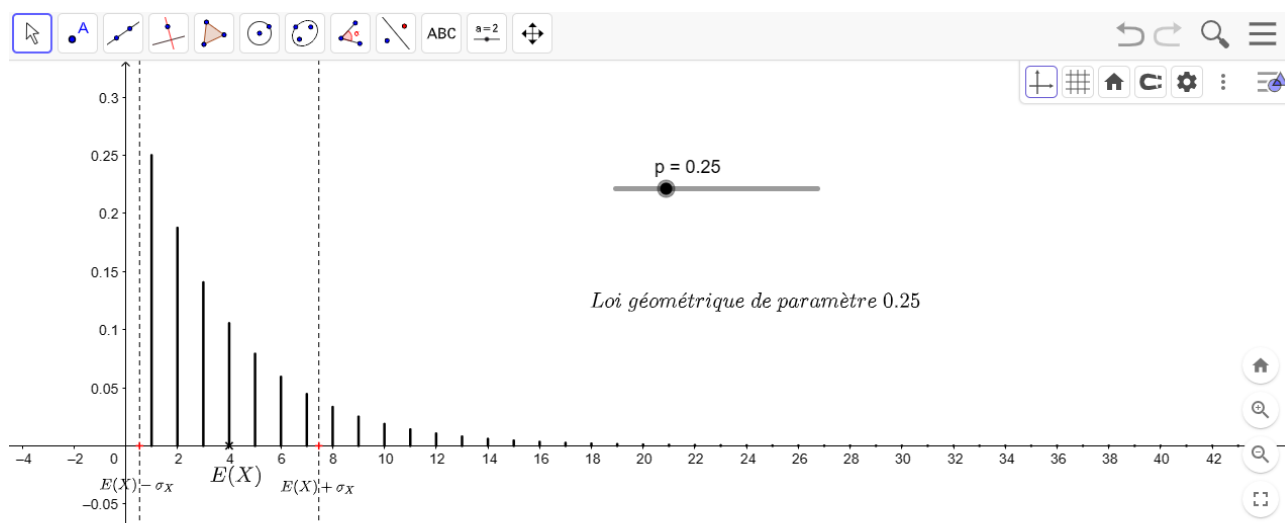 A
ABC
a=2
0.3
0.25
0.2
0.15
0.1
0.05
−0.05
p = 0.25
Loi géométrique de paramètre 0.25
−4 −2 0 2 4 6 8 10 12 14 16 18 20 22 24 26 28 30 32 34 36 38 40 42
E(X) − σX E(X) E(X) + σX